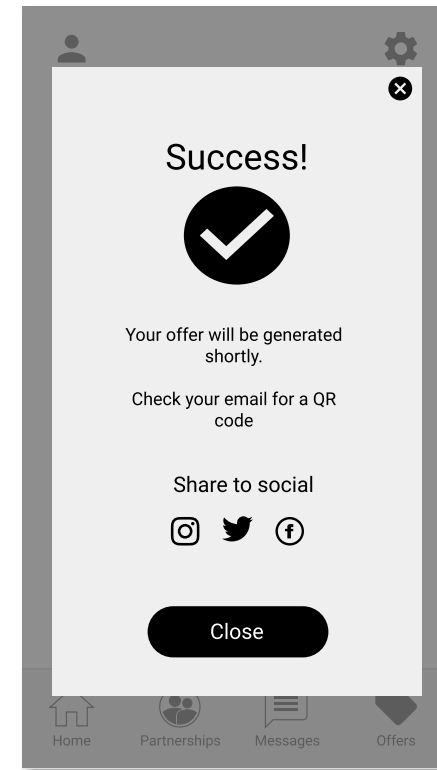 Success!
Your offer will be generated
shortly.
Check your email for a QR
code
Share to social
Close
Home
Partnerships
Messages
Offers